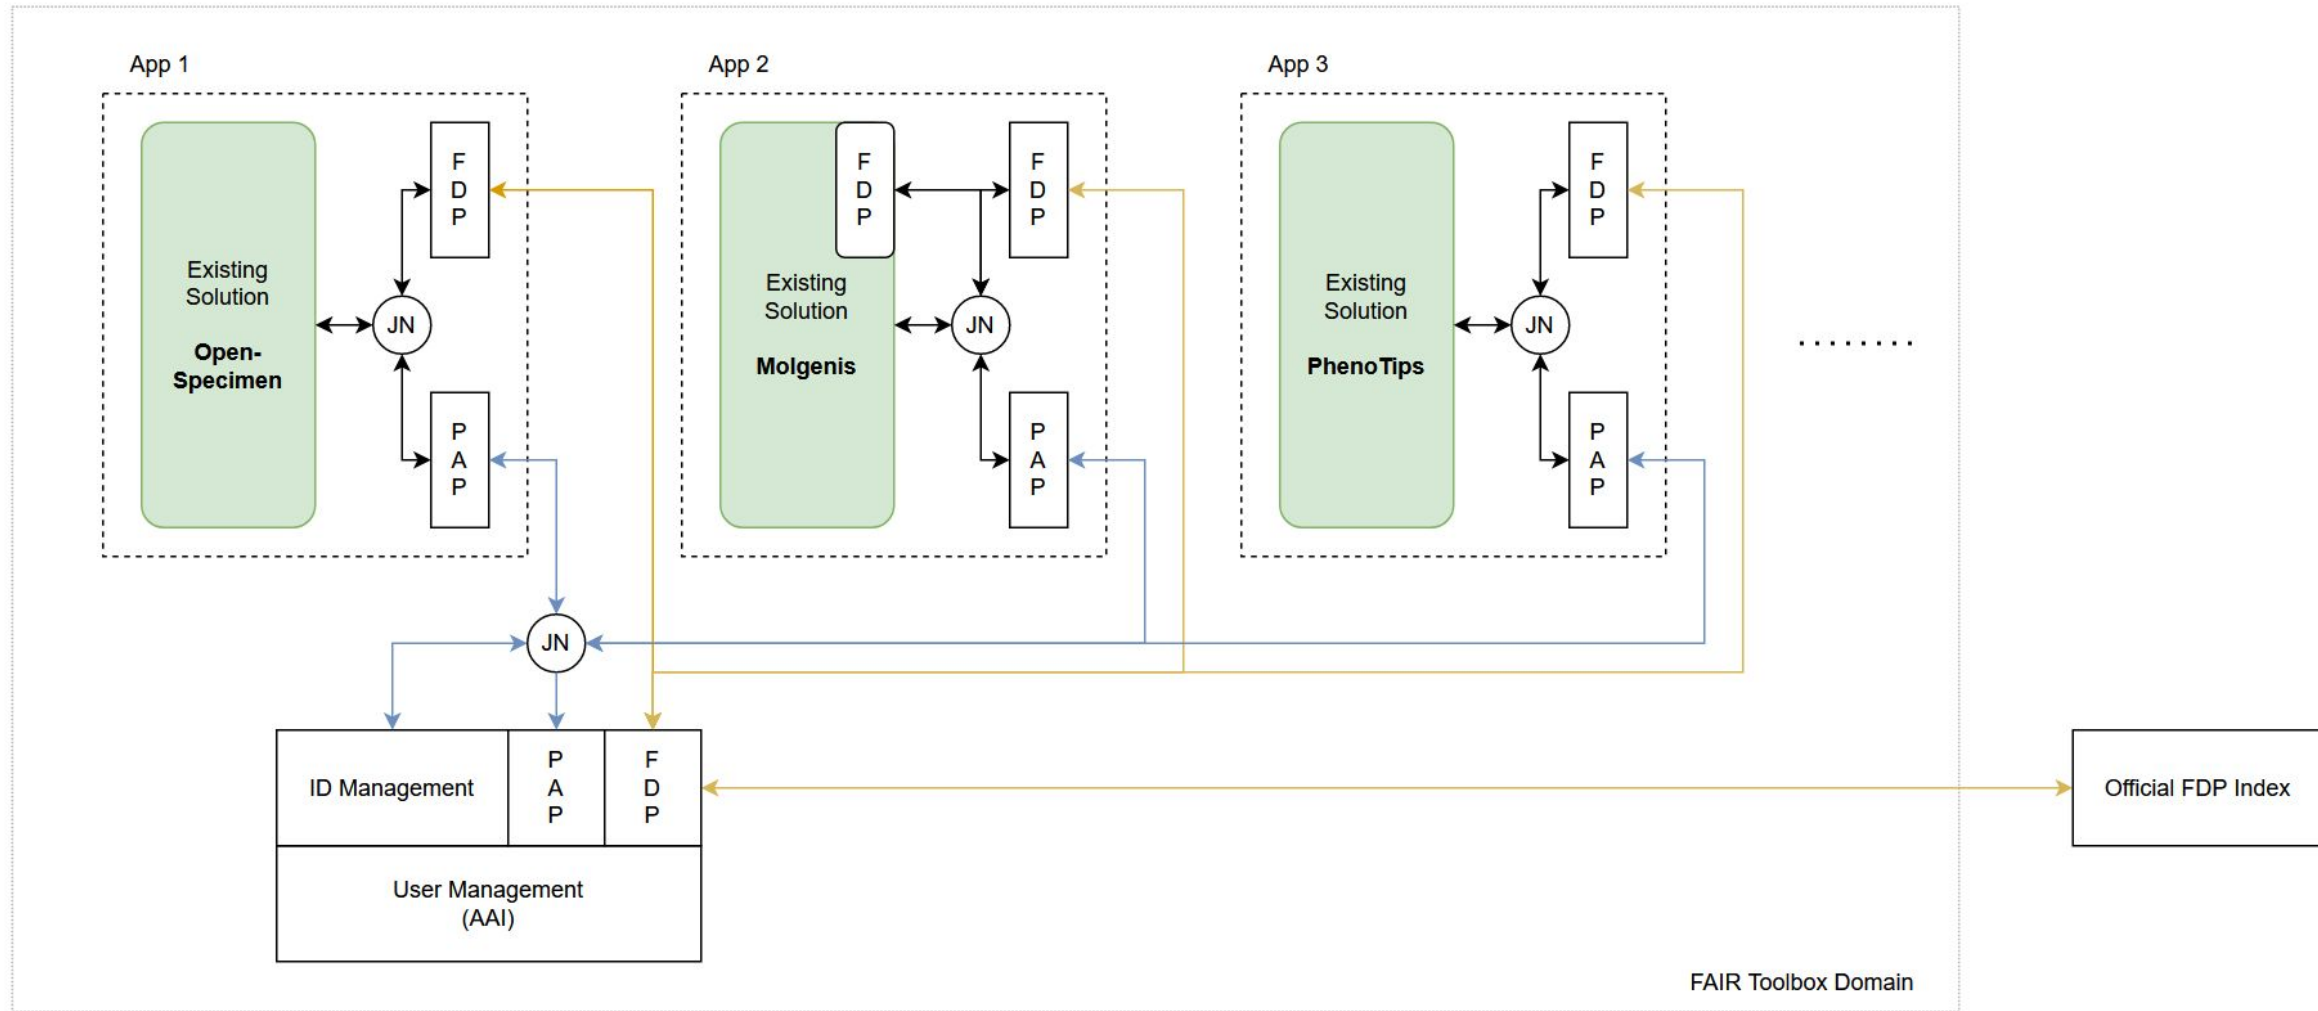 App 1
App 2
App 3
F
D
P
Existing
Solution
Open-
Specimen
JN
P
A
P
F
D
P
F
D
P
Existing
Solution
Molgenis
JN
P
A
P
F
D
P
Existing
Solution
PhenoTips
JN
P
A
P
........
JN
ID Management
P
A
P
F
D
P
User Management
(AAI)
Official FDP Index
FAIR Toolbox Domain